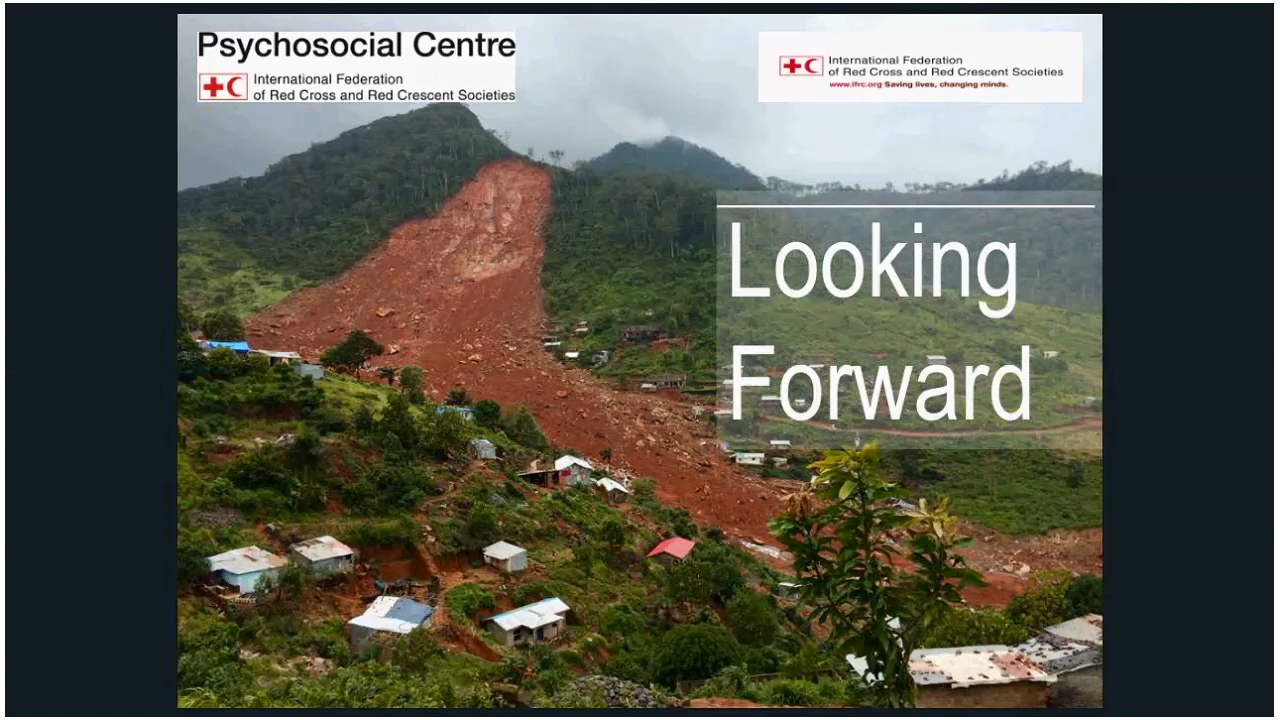 Psychosocial Centre
International Federation
of Red Cross and Red Crescent Societies
International Federation
of Red Cross and Red Crescent Societies
www.ifrc.org Saving lives, changing minds.
Looking
Forward